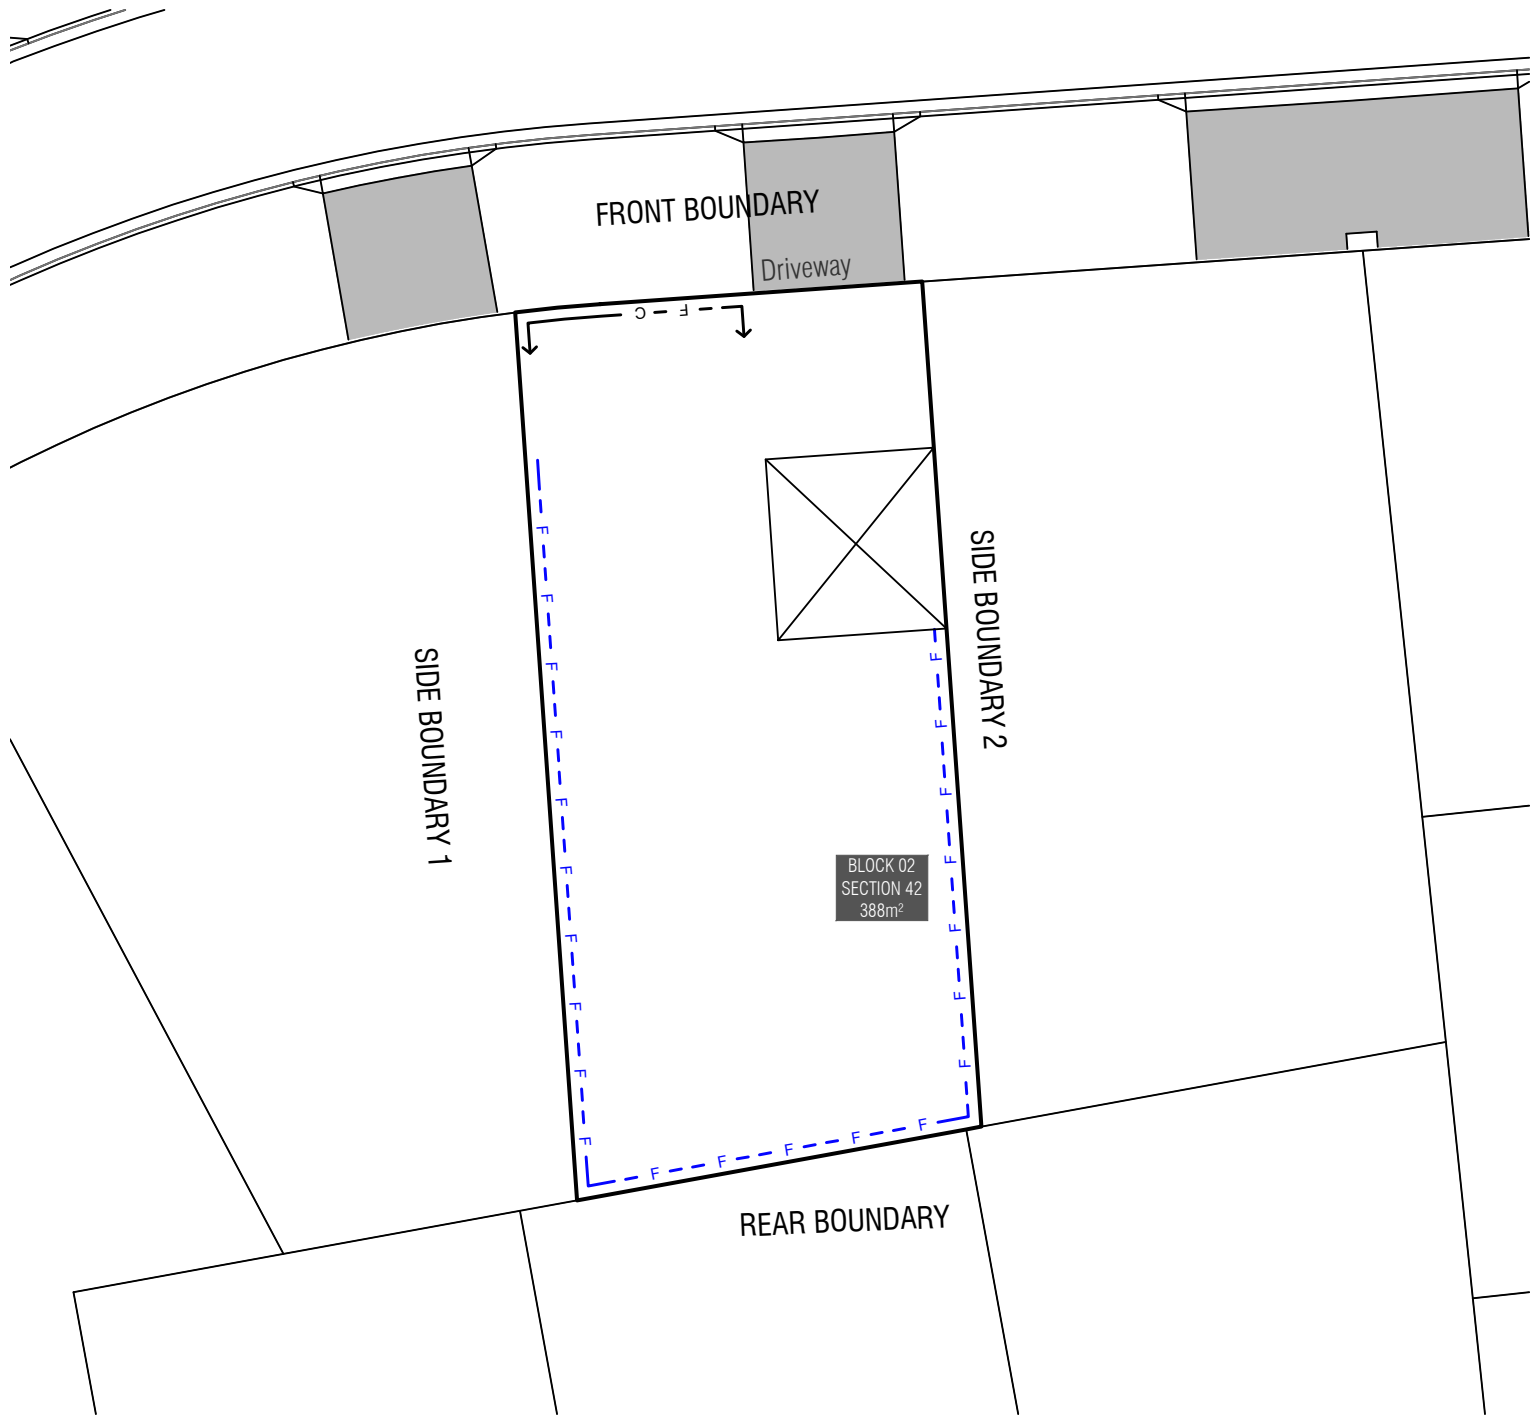 FRONT BOUNDARY
Driveway
C F
SIDE BOUNDARY 1
SIDE BOUNDARY 2
F F F F F F F F F F
F F F F F F F
BLOCK 02
SECTION 42
388m²
F F F F F
REAR BOUNDARY